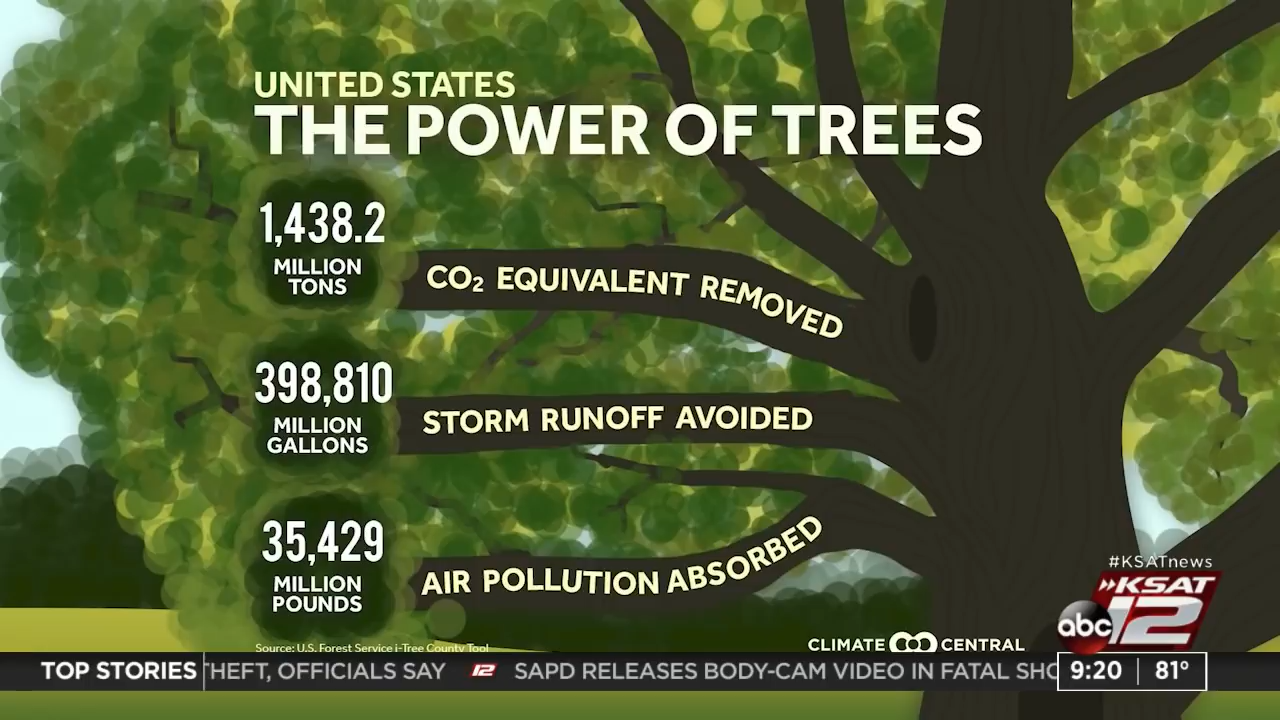 UNITED STATES
THE POWER OF TREES
1,438.2
MILLION
TONS
CO₂ EQUIVALENT REMOVED
398,810
MILLION
GALLONS
STORM RUNOFF AVOIDED
35,429
MILLION
POUNDS
AIR POLLUTION ABSORBED
#KSATnews
KSAT
abc 12
Source: U.S. Forest Service i-Tree County Tool
CLIMATE CENTRAL
TOP STORIES THEFT, OFFICIALS SAY 12 SAPD RELEASES BODY-CAM VIDEO IN FATAL SHO 9:20 81°